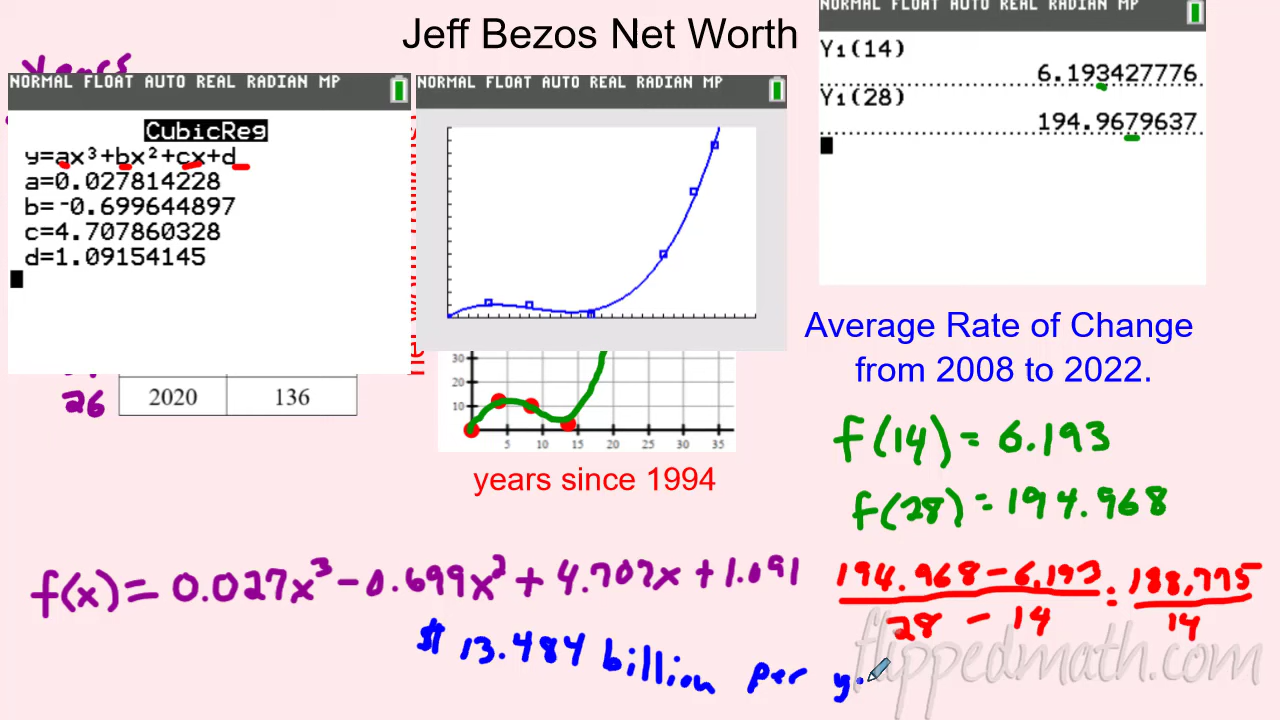 Jeff Bezos Net Worth
Years
NORMAL FLOAT AUTO REAL RADIAN MP
CubicReg
y=ax³+bx²+cx+d
a=0.027814228
b=-0.699644897
c=4.707860328
d=1.09154145
NORMAL FLOAT AUTO REAL RADIAN MP
NORMAL FLOAT AUTO REAL RADIAN MP
Y₁(14)
6.193427776
Y₁(28)
194.9679637
26 2020 136
30
20
10
5 10 15 20 25 30 35
years since 1994
Average Rate of Change
from 2008 to 2022.
f(14) = 6.193
f(28) = 194.968
f(x) = 0.027x³ - 0.699x² + 4.707x + 1.091
194.968 - 6.193 = 188.775
28 - 14 14
$ 13.484 billion per y
flippedmath.com